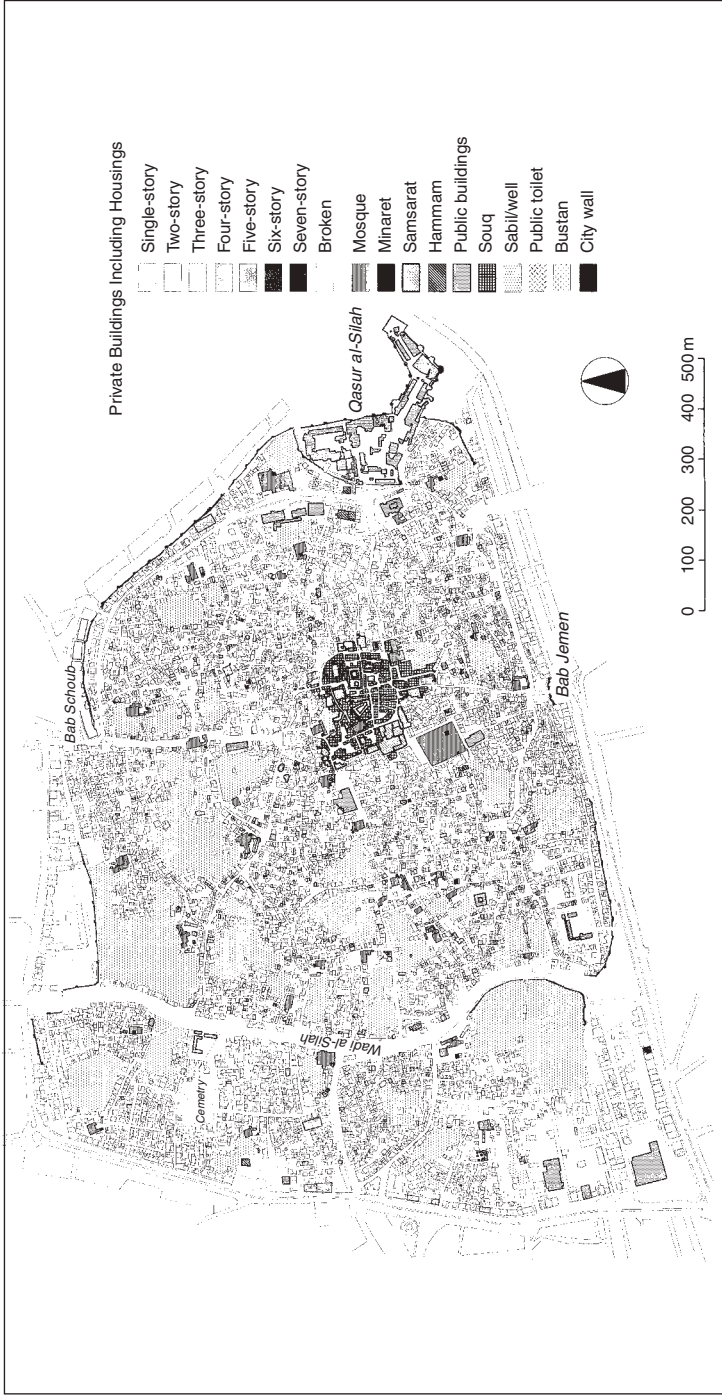 Private Buildings Including Housings
Single-story
Two-story
Three-story
Four-story
Five-story
Six-story
Seven-story
Broken
Mosque
Minaret
Samsarat
Hammam
Public buildings
Souq
Sabil/well
Public toilet
Bustan
City wall
Bab Schoub
Qasur al-Silah
Cemetry
Wadi al-Silah
Bab Jemen
0 100 200 300 400 500 m